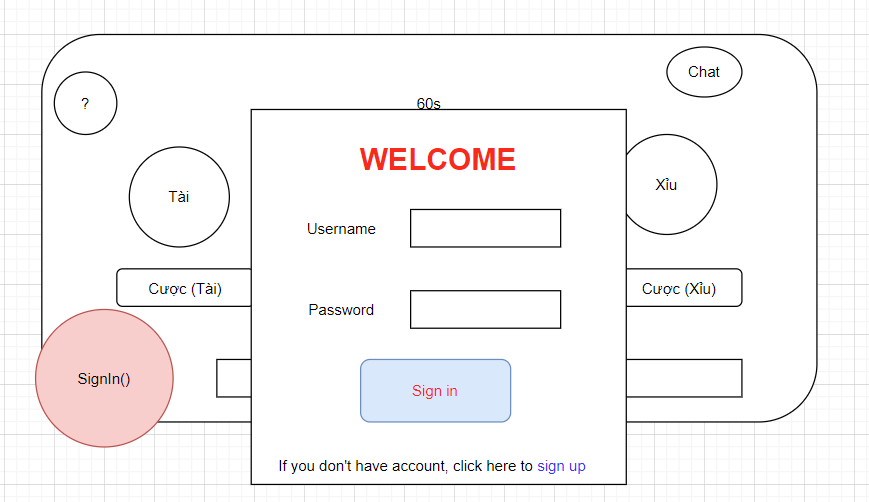 Chat
?
60s
WELCOME
Tài
Xỉu
Username
Cược (Tài)
Cược (Xỉu)
Password
SignIn()
Sign in
If you don't have account, click here to sign up